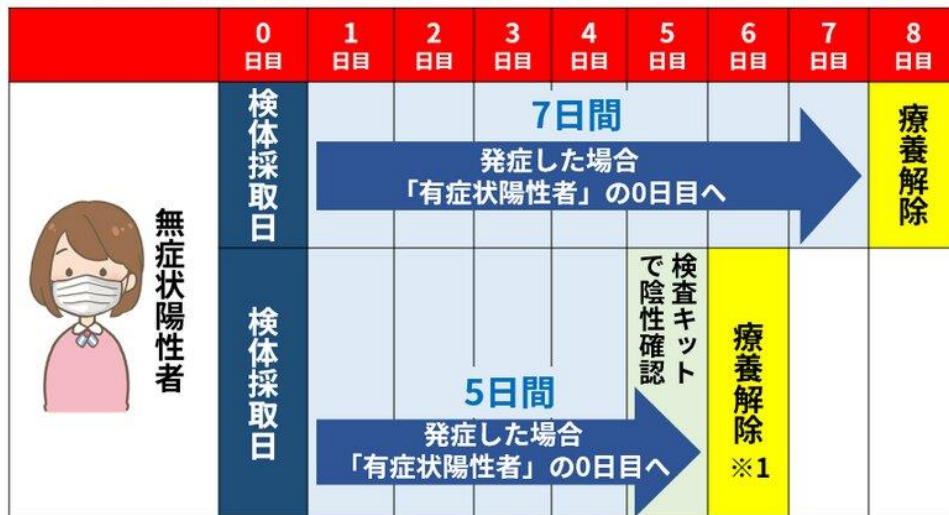 0 1 2 3 4 5 6 7 8
日目 日目 日目 日目 日目 日目 日目 日目 日目
無症状陽性者
検体採取日
7日間
発症した場合
「有症状陽性者」の0日目へ
療養解除
検体採取日
5日間
発症した場合
「有症状陽性者」の0日目へ
検査キット
で陰性確認
療養解除
※1